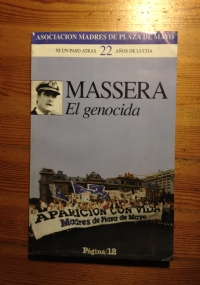 ASOCIACION MADRES DE PLAZA DE MAYO
NI UN PASO ATRAS 22 AÑOS DE LUCHA
MASSERA
El genocida
APARICION CON VIDA
Madres de Plaza de Mayo
Página/12